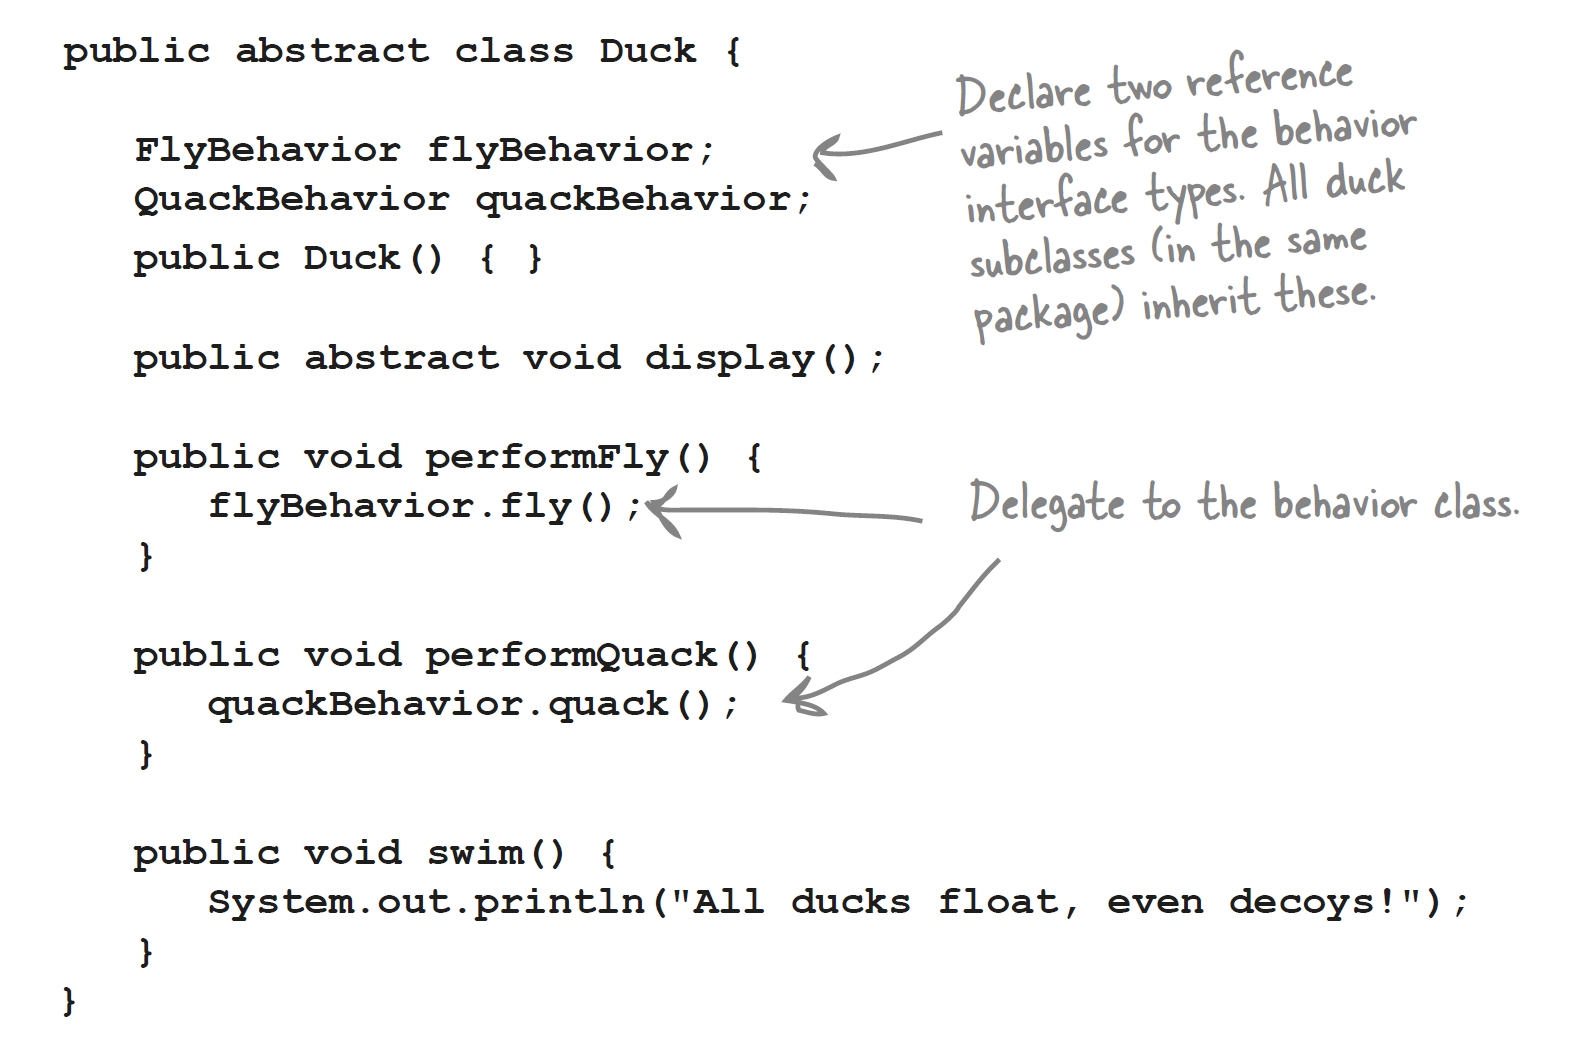 public abstract class Duck {
FlyBehavior flyBehavior;
QuackBehavior quackBehavior;
public Duck() { }
public abstract void display();
public void performFly() {
flyBehavior.fly();
}
public void performQuack() {
quackBehavior.quack();
}
public void swim() {
System.out.println("All ducks float, even decoys!");
}
}
Declare two reference
variables for the behavior
interface types. All duck
subclasses (in the same
package) inherit these.
Delegate to the behavior class.